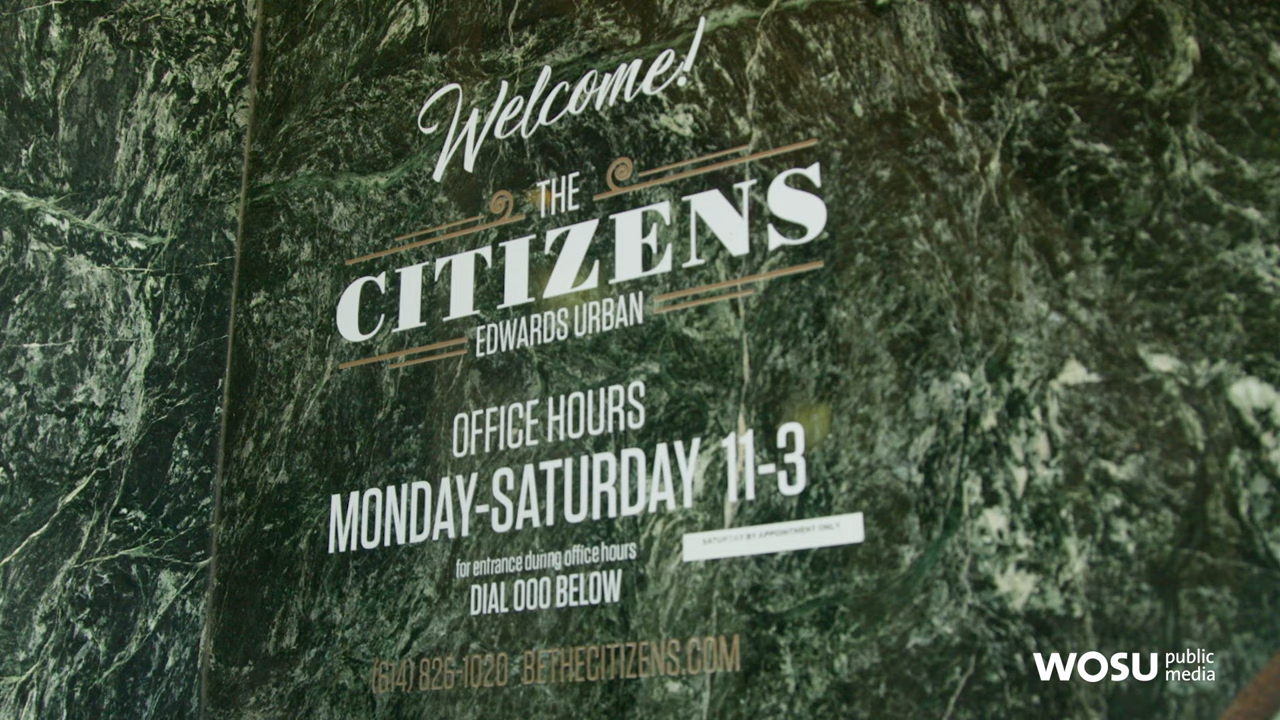 Welcome!
THE
CITIZENS
EDWARDS URBAN
OFFICE HOURS
MONDAY-SATURDAY 11-3
SATURDAY BY APPOINTMENT ONLY
for entrance during office hours
DIAL 000 BELOW
(614) 826-1020 BETHECITIZENS.COM
WOSU public media